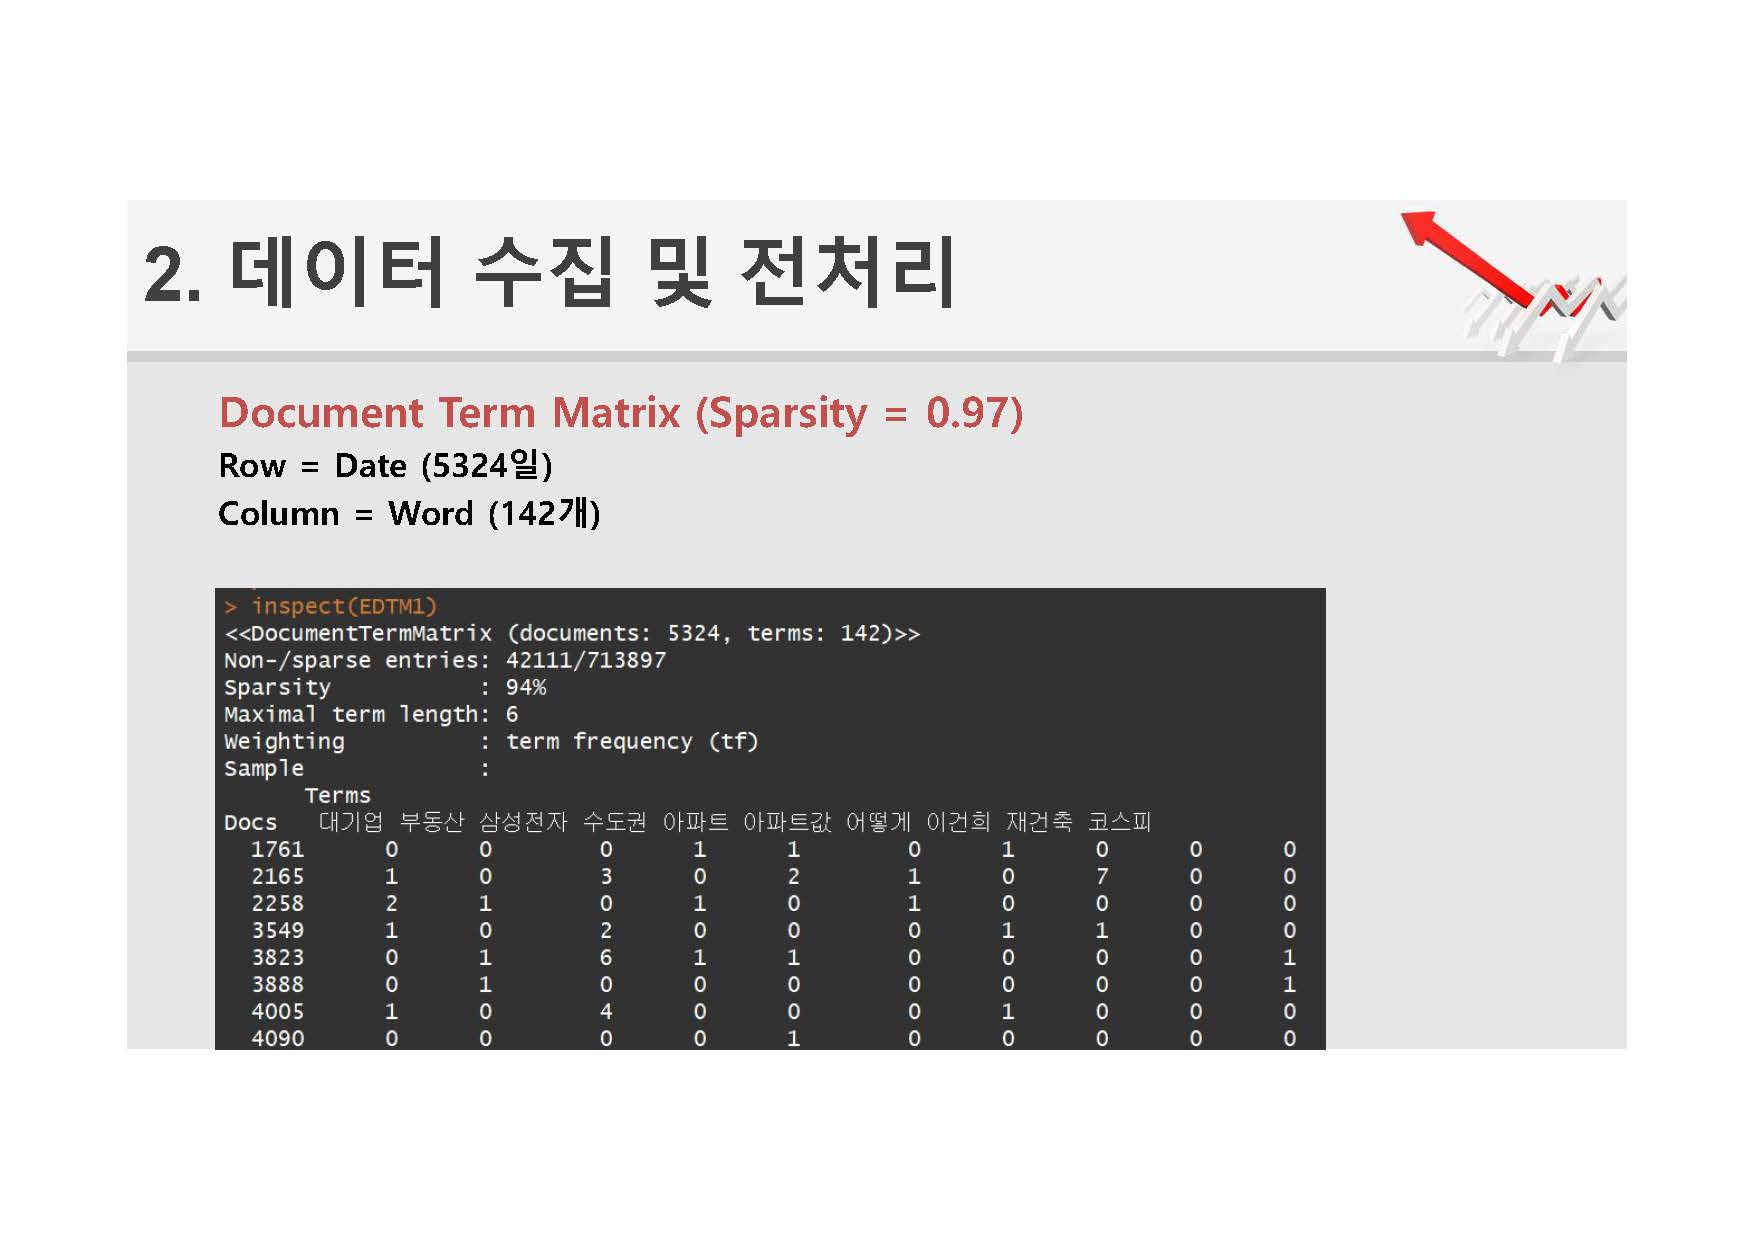 2. 데이터 수집 및 전처리
Document Term Matrix (Sparsity = 0.97)
Row = Date (5324일)
Column = Word (142개)
> inspect(EDTM1)
<<DocumentTermMatrix (documents: 5324, terms: 142)>>
Non-/sparse entries: 42111/713897
Sparsity           : 94%
Maximal term length: 6
Weighting          : term frequency (tf)
Sample             :
      Terms
Docs   대기업 부동산 삼성전자 수도권 아파트 아파트값 어떻게 이건희 재건축 코스피
  1761      0      0        0      1      1        0      1      0      0      0
  2165      1      0        3      0      2        1      0      7      0      0
  2258      2      1        0      1      0        1      0      0      0      0
  3549      1      0        2      0      0        0      1      1      0      0
  3823      0      1        6      1      1        0      0      0      0      1
  3888      0      1        0      0      0        0      0      0      0      1
  4005      1      0        4      0      0        0      1      0      0      0
  4090      0      0        0      0      1        0      0      0      0      0